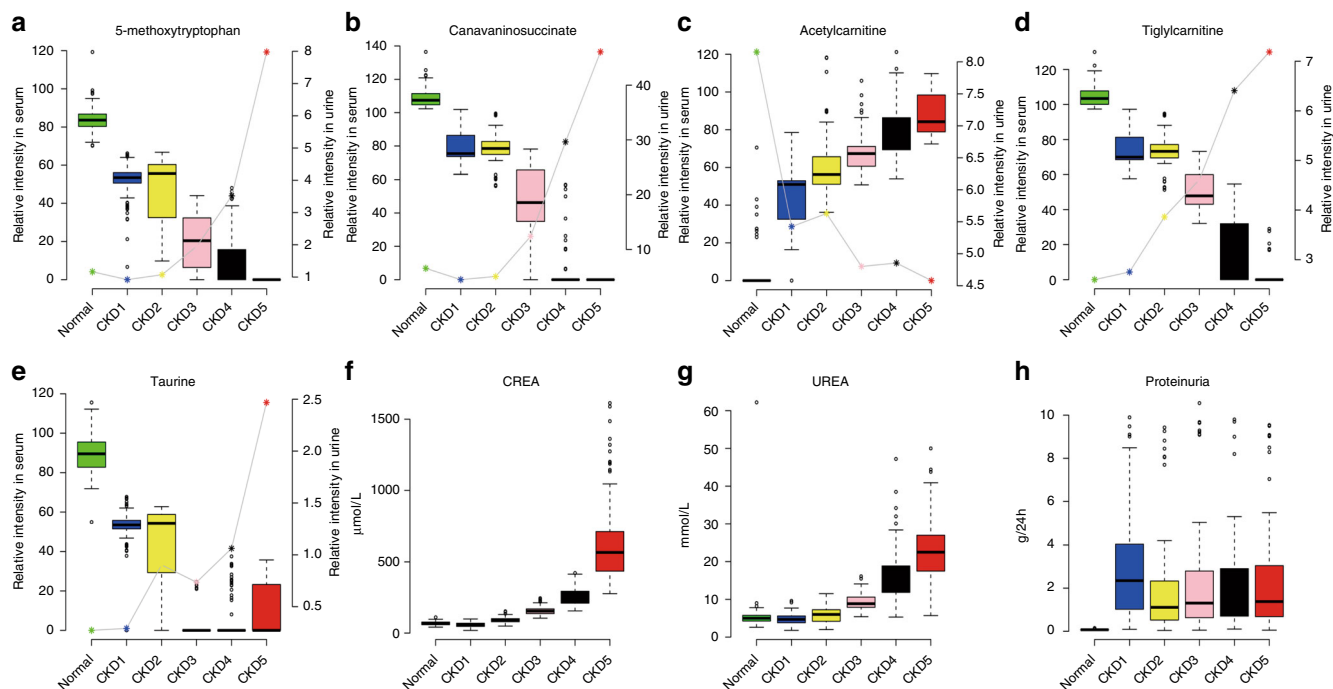 a
5-methoxytryptophan
Relative intensity in serum
120
100
80
60
40
20
0
8
7
6
5
4
3
2
1
Relative intensity in urine
Normal
CKD1
CKD2
CKD3
CKD4
CKD5
b
Canavaninosuccinate
Relative intensity in serum
140
120
100
80
60
40
20
0
40
30
20
10
Relative intensity in urine
Normal
CKD1
CKD2
CKD3
CKD4
CKD5
c
Acetylcarnitine
Relative intensity in serum
120
100
80
60
40
20
0
8.0
7.5
7.0
6.5
6.0
5.5
5.0
4.5
Relative intensity in urine
Normal
CKD1
CKD2
CKD3
CKD4
CKD5
d
Tiglylcarnitine
Relative intensity in serum
120
100
80
60
40
20
0
7
6
5
4
3
Relative intensity in urine
Normal
CKD1
CKD2
CKD3
CKD4
CKD5
e
Taurine
Relative intensity in serum
120
100
80
60
40
20
0
2.5
2.0
1.5
1.0
0.5
Relative intensity in urine
Normal
CKD1
CKD2
CKD3
CKD4
CKD5
f
CREA
μmol/L
1500
1000
500
0
Normal
CKD1
CKD2
CKD3
CKD4
CKD5
g
UREA
mmol/L
60
50
40
30
20
10
0
Normal
CKD1
CKD2
CKD3
CKD4
CKD5
h
Proteinuria
g/24h
10
8
6
4
2
0
Normal
CKD1
CKD2
CKD3
CKD4
CKD5